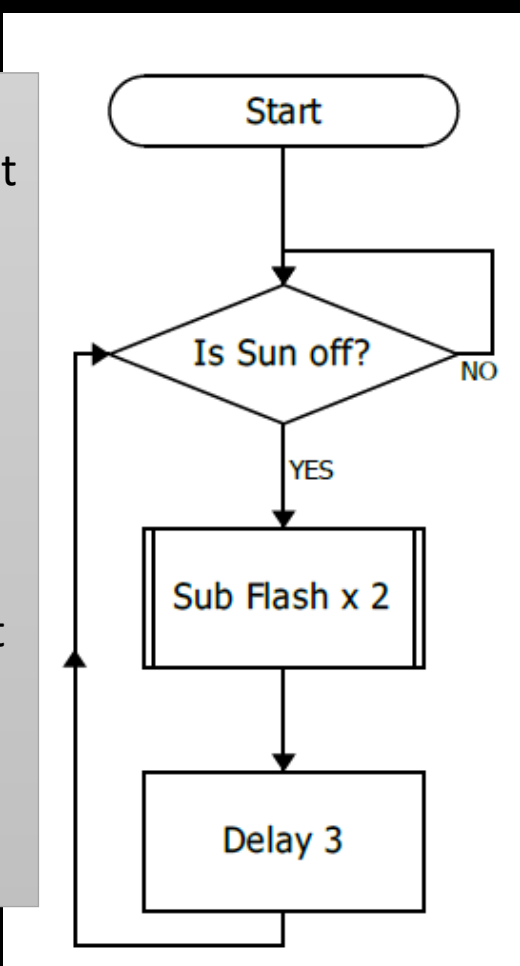 t
Start
Is Sun off?
NO
YES
Sub Flash x 2
t
Delay 3